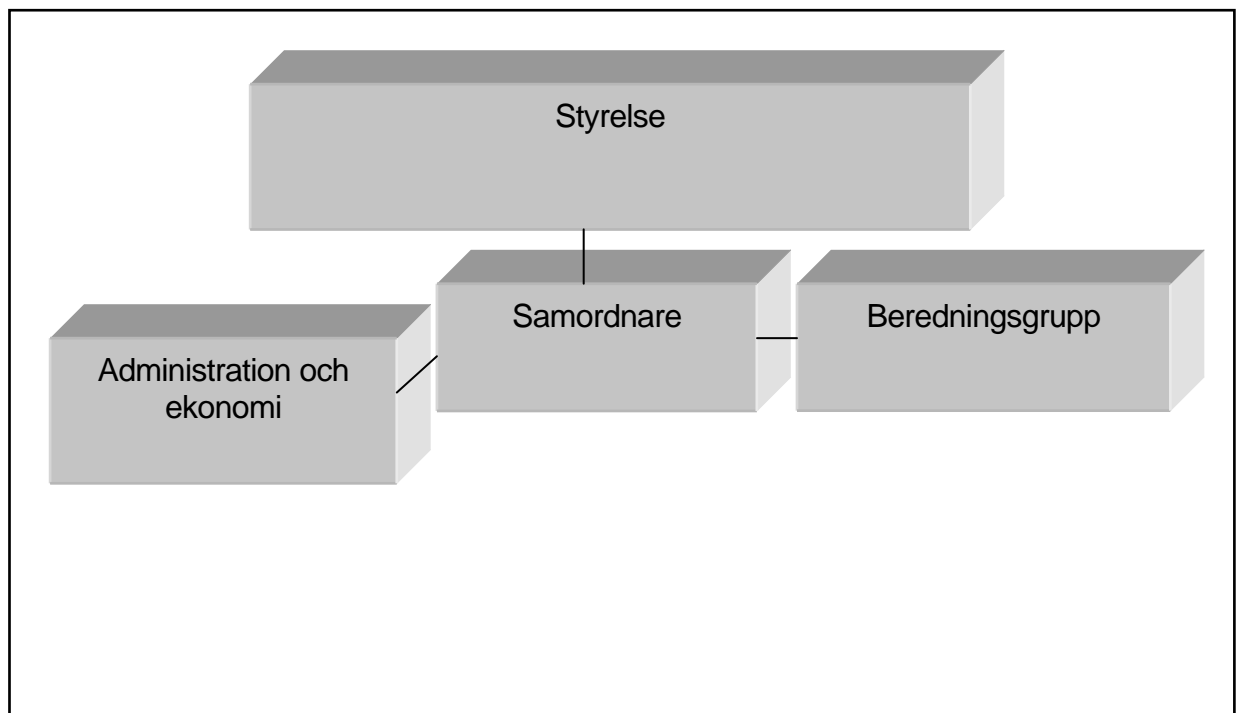 Styrelse
Samordnare
Beredningsgrupp
Administration och
ekonomi